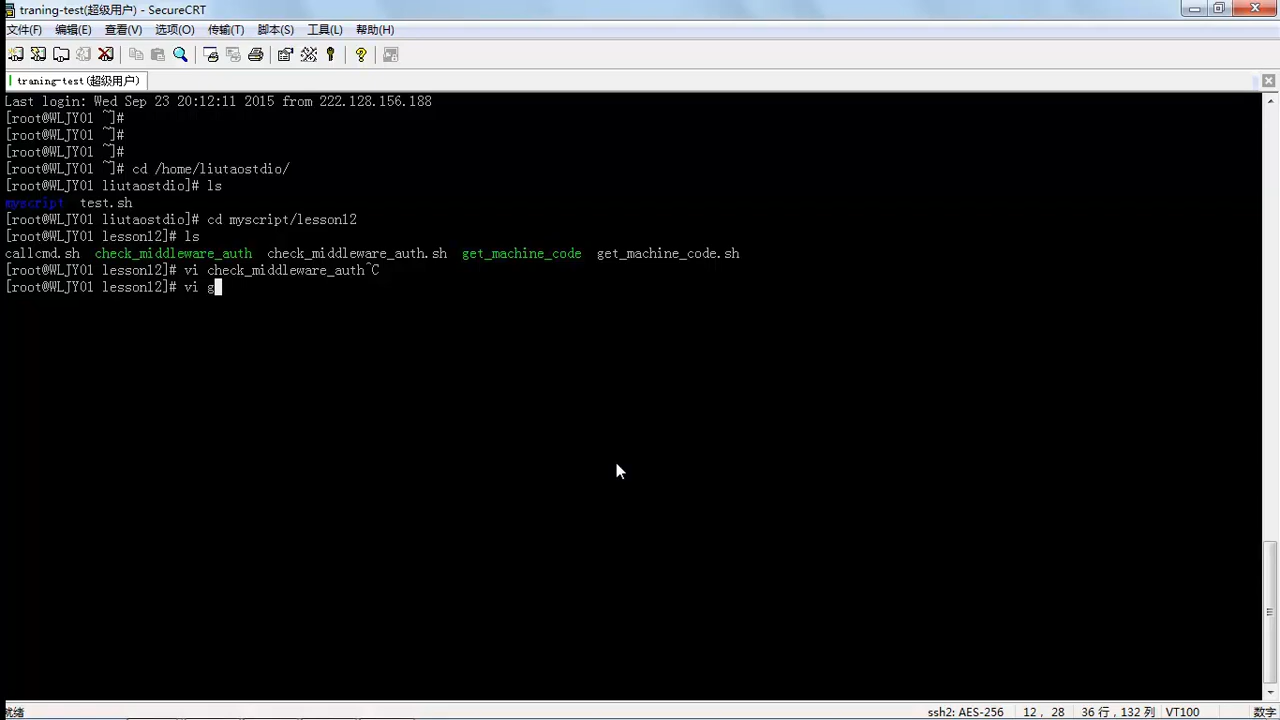 traning-test(超级用户) - SecureCRT
文件(F) 编辑(E) 查看(V) 选项(O) 传输(T) 脚本(S) 工具(L) 帮助(H)
traning-test(超级用户)
Last login: Wed Sep 23 20:12:11 2015 from 222.128.156.188
[root@WLJY01 ~]#
[root@WLJY01 ~]#
[root@WLJY01 ~]#
[root@WLJY01 ~]# cd /home/liutaostdio/
[root@WLJY01 liutaostdio]# ls
myscript test.sh
[root@WLJY01 liutaostdio]# cd myscript/lesson12
[root@WLJY01 lesson12]# ls
callcmd.sh check_middleware_auth check_middleware_auth.sh get_machine_code get_machine_code.sh
[root@WLJY01 lesson12]# vi check_middleware_auth^C
[root@WLJY01 lesson12]# vi g
就绪 ssh2: AES-256 12, 28 36 行, 132 列 VT100 数字